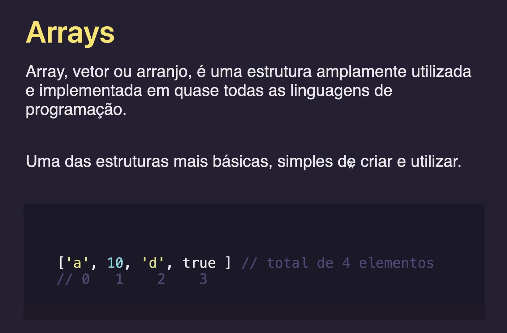 Arrays
Array, vetor ou arranjo, é uma estrutura amplamente utilizada
e implementada em quase todas as linguagens de
programação.
Uma das estruturas mais básicas, simples de criar e utilizar.
['a', 10, 'd', true ] // total de 4 elementos
// 0 1 2 3